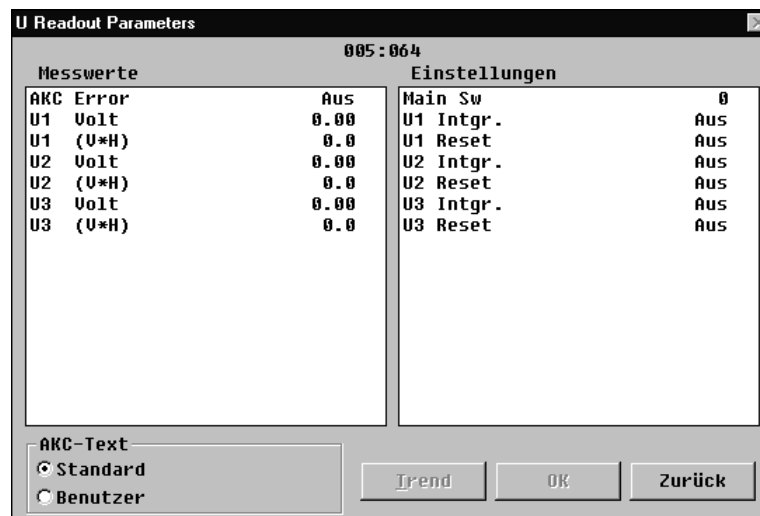 U Readout Parameters
005:064
Messwerte
AKC Error Aus
U1 Volt 0.00
U1 (V*H) 0.0
U2 Volt 0.00
U2 (V*H) 0.0
U3 Volt 0.00
U3 (V*H) 0.0
Einstellungen
Main Sw 0
U1 Intgr. Aus
U1 Reset Aus
U2 Intgr. Aus
U2 Reset Aus
U3 Intgr. Aus
U3 Reset Aus
AKC-Text
Standard
Benutzer
Trend
OK
Zurück